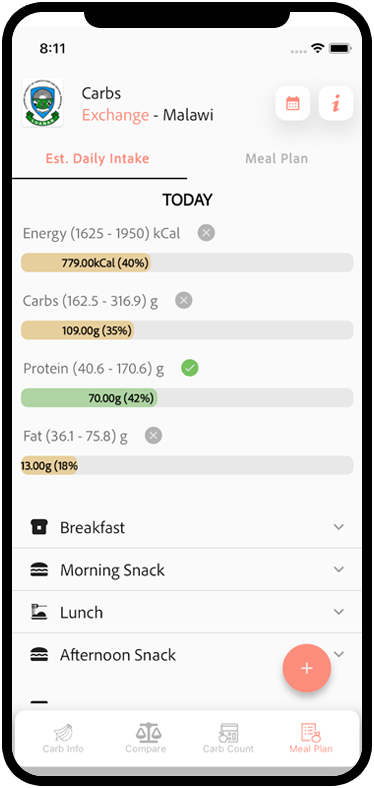 8:11
Carbs
Exchange - Malawi
Est. Daily Intake
Meal Plan
TODAY
Energy (1625 - 1950) kCal
779.00kCal (40%)
Carbs (162.5 - 316.9) g
109.00g (35%)
Protein (40.6 - 170.6) g
70.00g (42%)
Fat (36.1 - 75.8) g
13.00g (18%
Breakfast
Morning Snack
Lunch
Afternoon Snack
Carb Info
Compare
Carb Count
Meal Plan